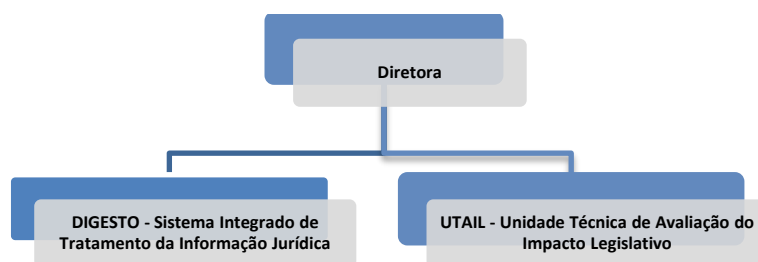 Diretora
DIGESTO - Sistema Integrado de
Tratamento da Informação Jurídica
UTAIL - Unidade Técnica de Avaliação do
Impacto Legislativo